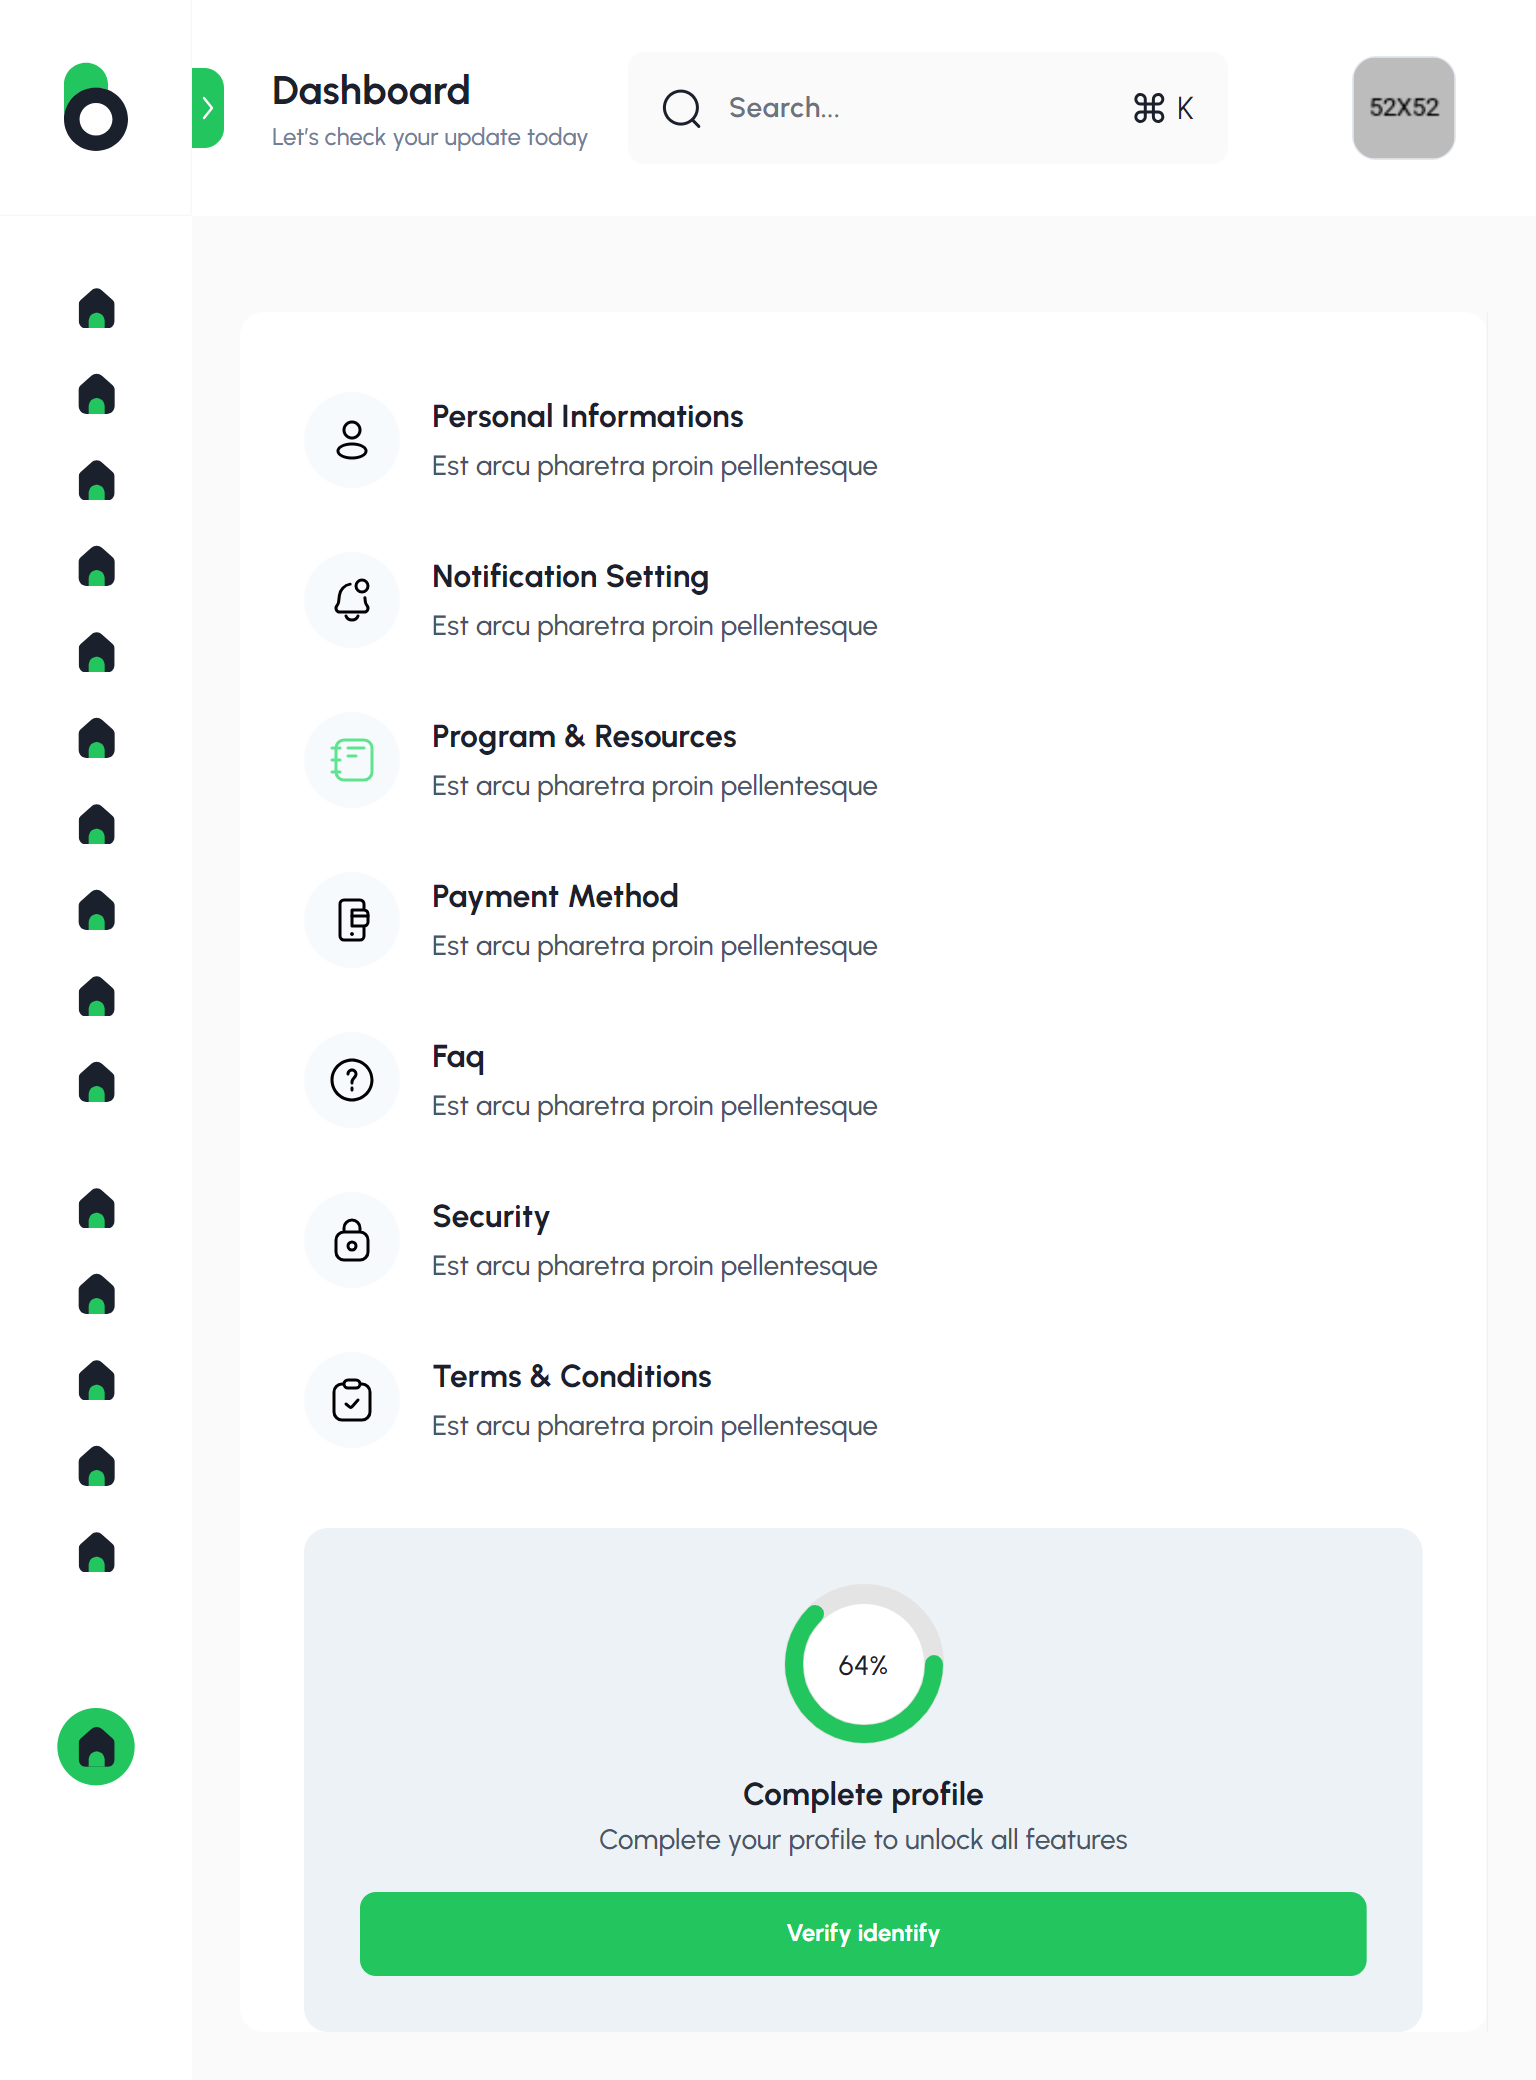 Dashboard
Let's check your update today
Search...
⌘ K
52X52
Personal Informations
Est arcu pharetra proin pellentesque
Notification Setting
Est arcu pharetra proin pellentesque
Program & Resources
Est arcu pharetra proin pellentesque
Payment Method
Est arcu pharetra proin pellentesque
Faq
Est arcu pharetra proin pellentesque
Security
Est arcu pharetra proin pellentesque
Terms & Conditions
Est arcu pharetra proin pellentesque
64%
Complete profile
Complete your profile to unlock all features
Verify identify